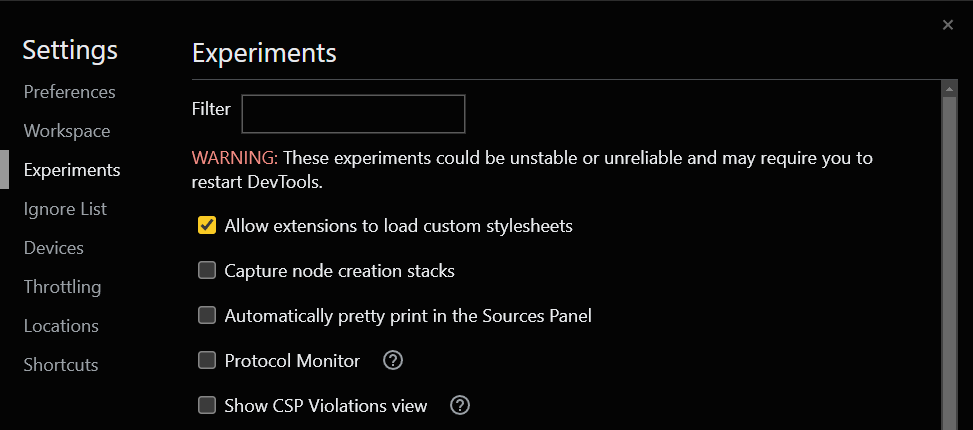 Settings
Preferences
Workspace
Experiments
Ignore List
Devices
Throttling
Locations
Shortcuts
Experiments
Filter
WARNING: These experiments could be unstable or unreliable and may require you to
restart DevTools.
Allow extensions to load custom stylesheets
Capture node creation stacks
Automatically pretty print in the Sources Panel
Protocol Monitor
Show CSP Violations view